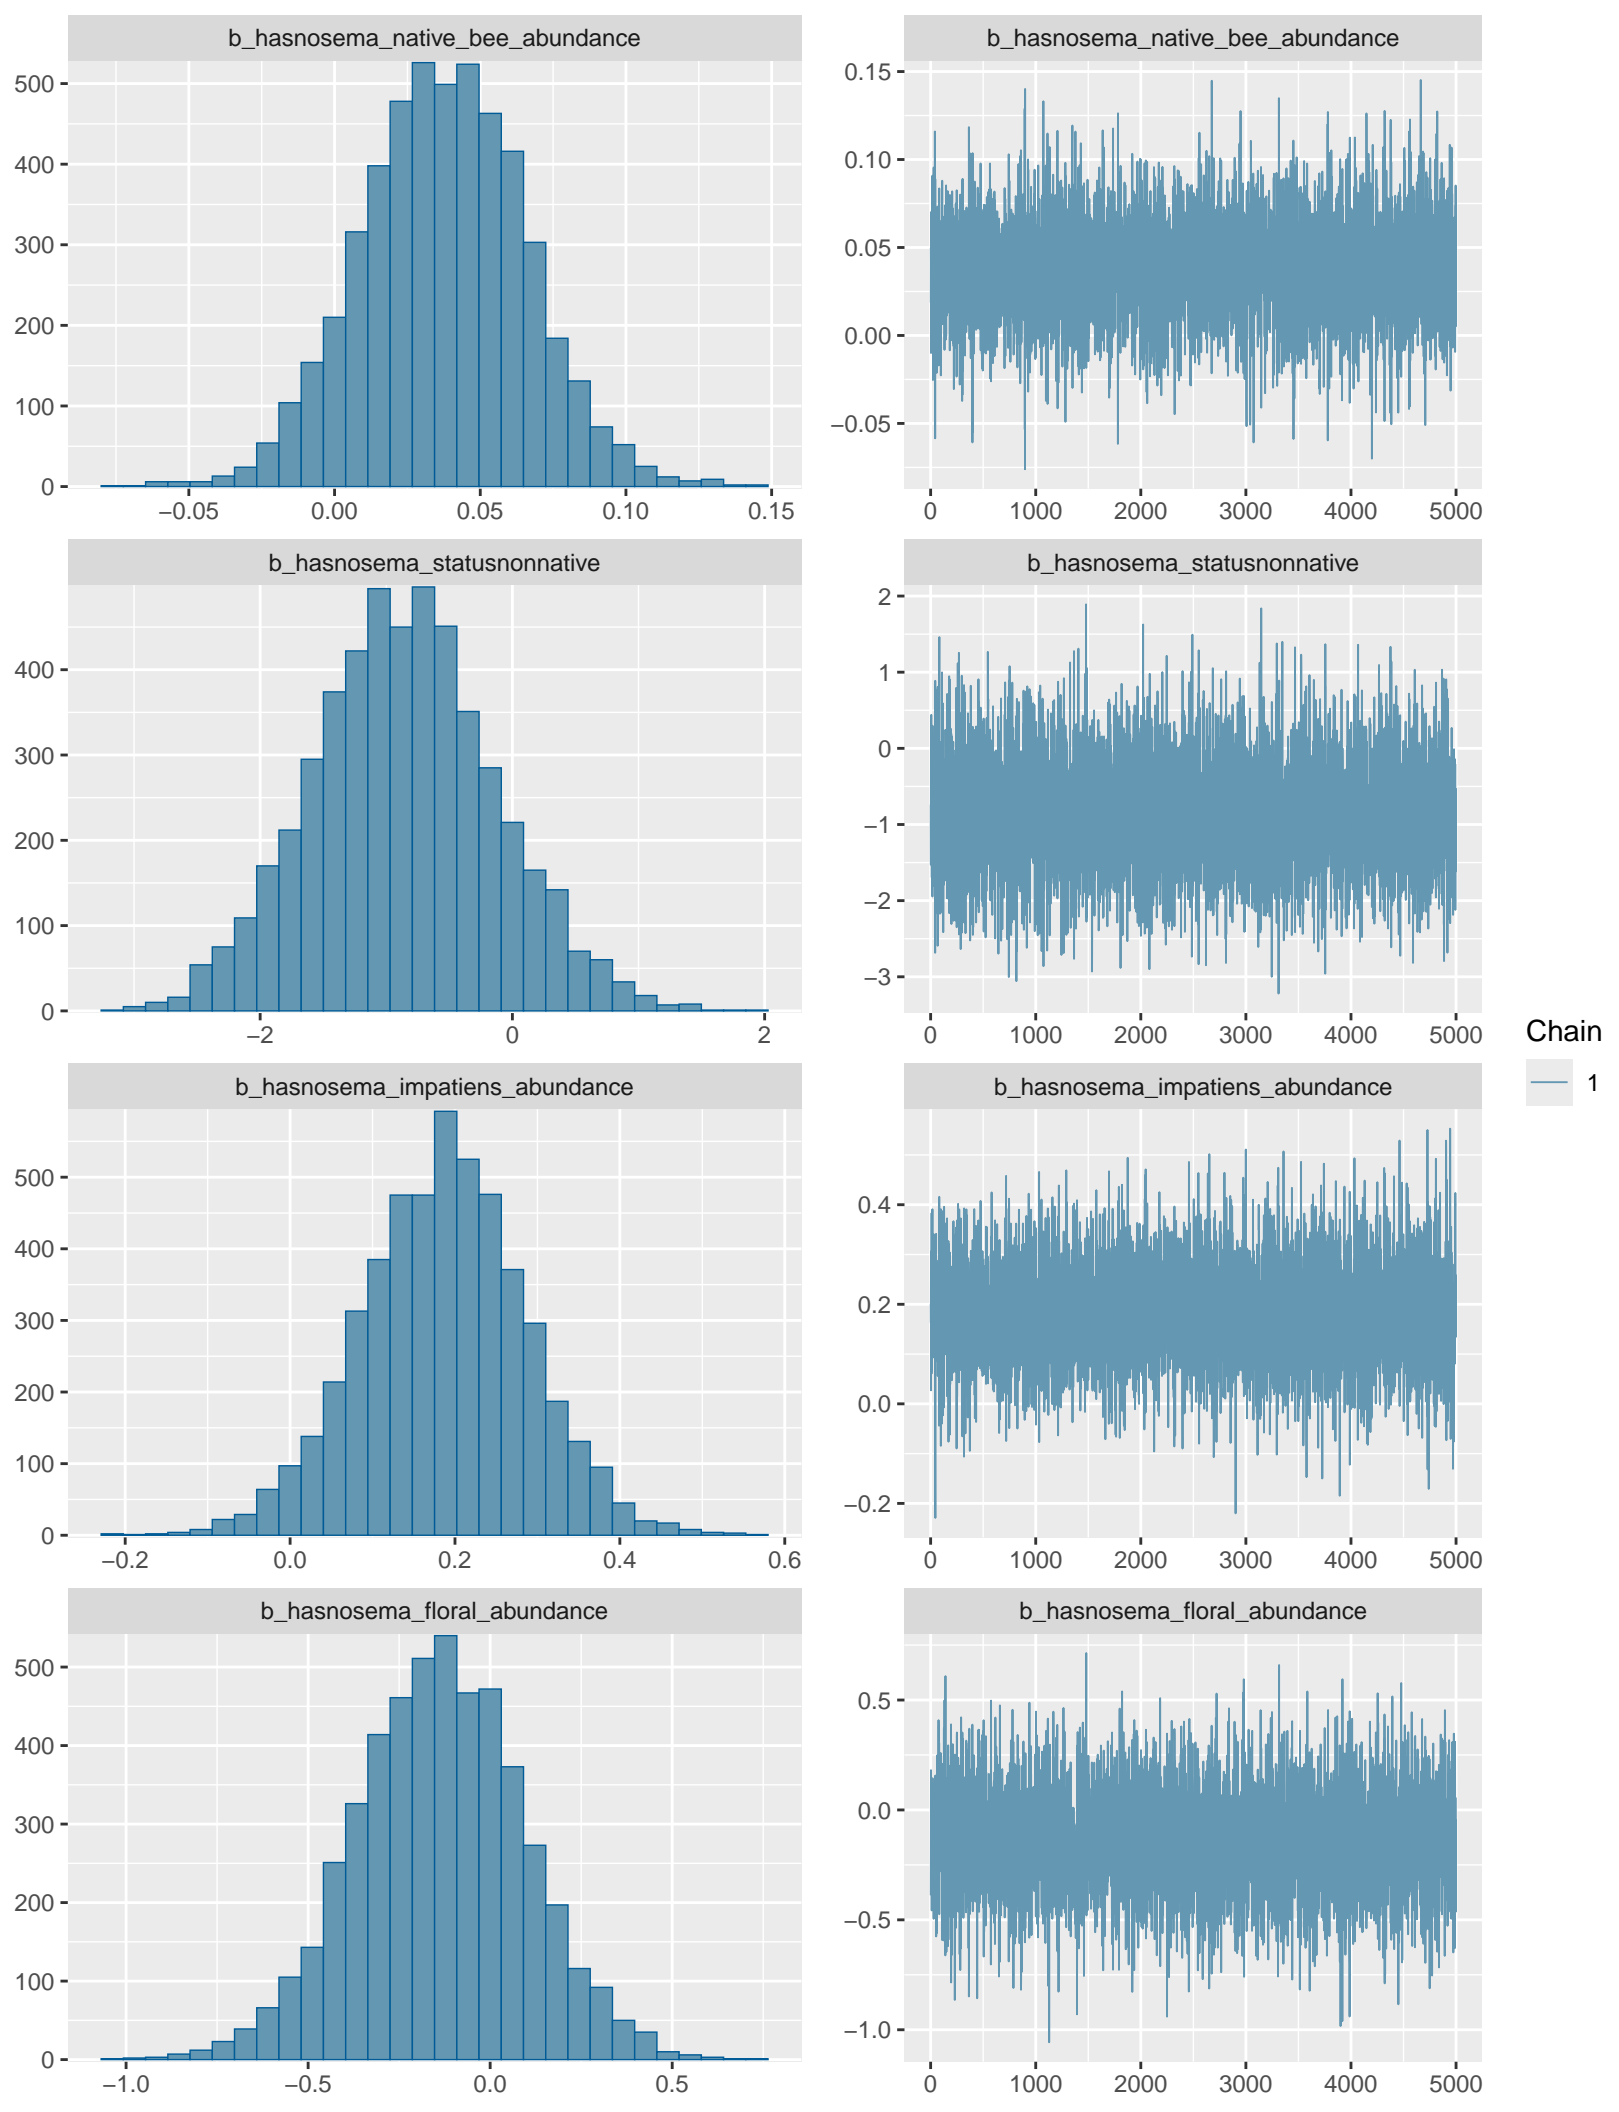 b_hasnosema_native_bee_abundance
b_hasnosema_native_bee_abundance
500
400
300
200
100
0
−0.05 0.00 0.05 0.10 0.15
0.15
0.10
0.05
0.00
−0.05
0 1000 2000 3000 4000 5000
b_hasnosema_statusnonnative
b_hasnosema_statusnonnative
400
300
200
100
0
−2 0 2
2
1
0
−1
−2
−3
0 1000 2000 3000 4000 5000
b_hasnosema_impatiens_abundance
b_hasnosema_impatiens_abundance
500
400
300
200
100
0
−0.2 0.0 0.2 0.4 0.6
0.4
0.2
0.0
−0.2
0 1000 2000 3000 4000 5000
b_hasnosema_floral_abundance
b_hasnosema_floral_abundance
500
400
300
200
100
0
−1.0 −0.5 0.0 0.5
0.5
0.0
−0.5
−1.0
0 1000 2000 3000 4000 5000
Chain
1